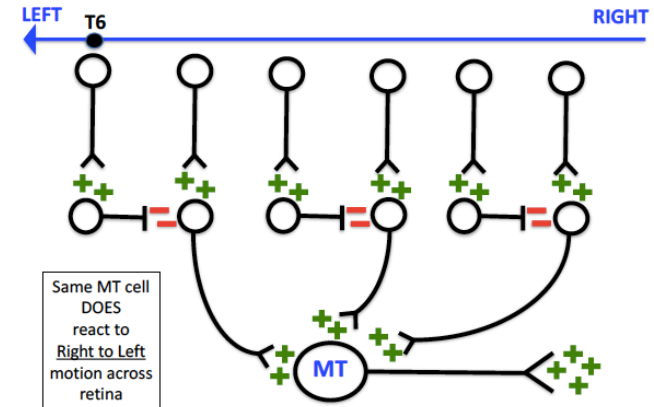 LEFT
T6
RIGHT
Same MT cell
DOES
react to
Right to Left
motion across
retina
MT